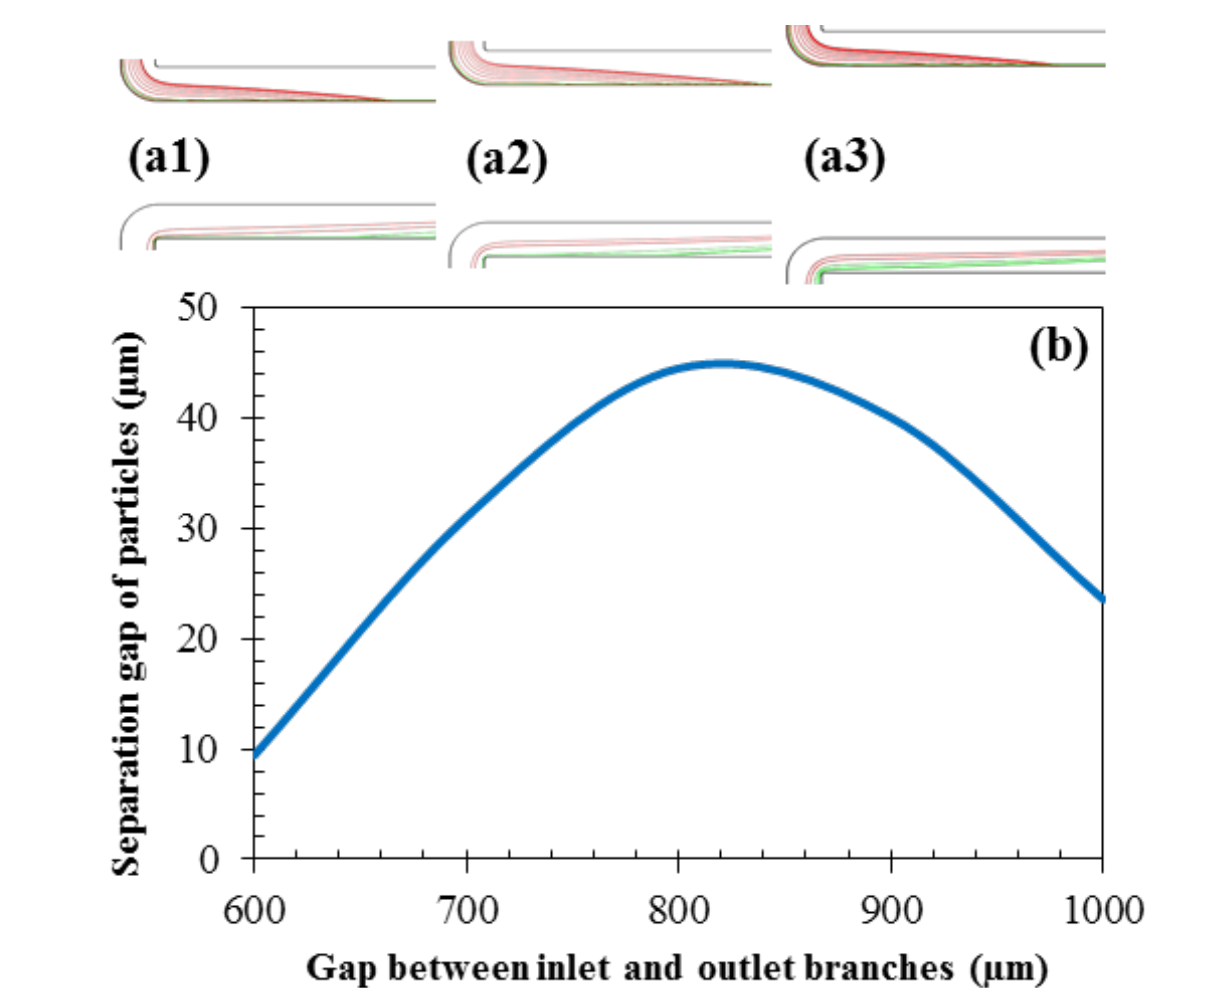 (a1)
(a2)
(a3)
(b)
50
40
30
20
10
0
Separation gap of particles (μm)
600
700
800
900
1000
Gap between inlet and outlet branches (μm)